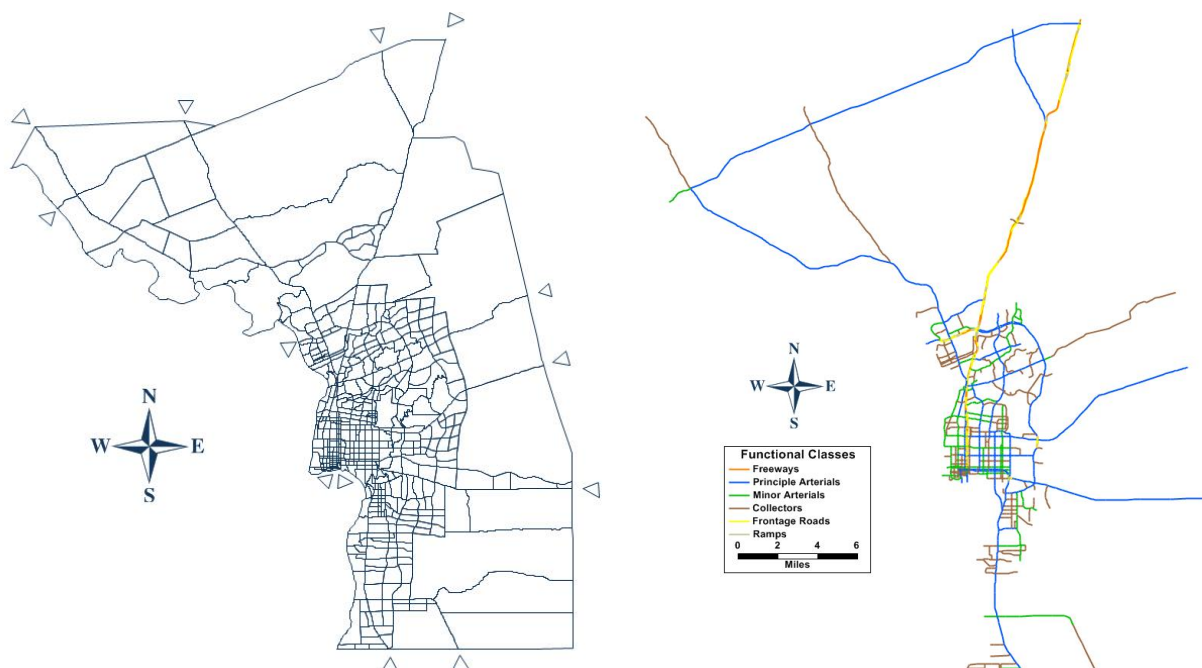 N
W E
S
N
W E
S
Functional Classes
Freeways
Principle Arterials
Minor Arterials
Collectors
Frontage Roads
Ramps
0 2 4 6
Miles